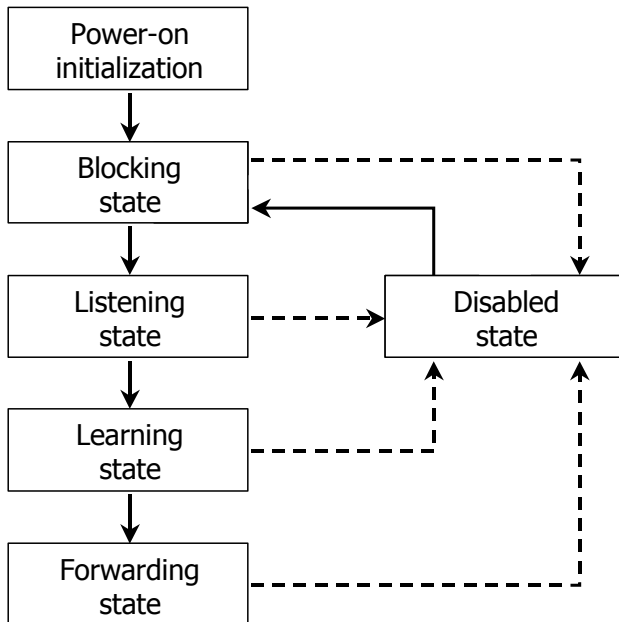 Power-on
initialization
Blocking
state
Listening
state
Disabled
state
Learning
state
Forwarding
state